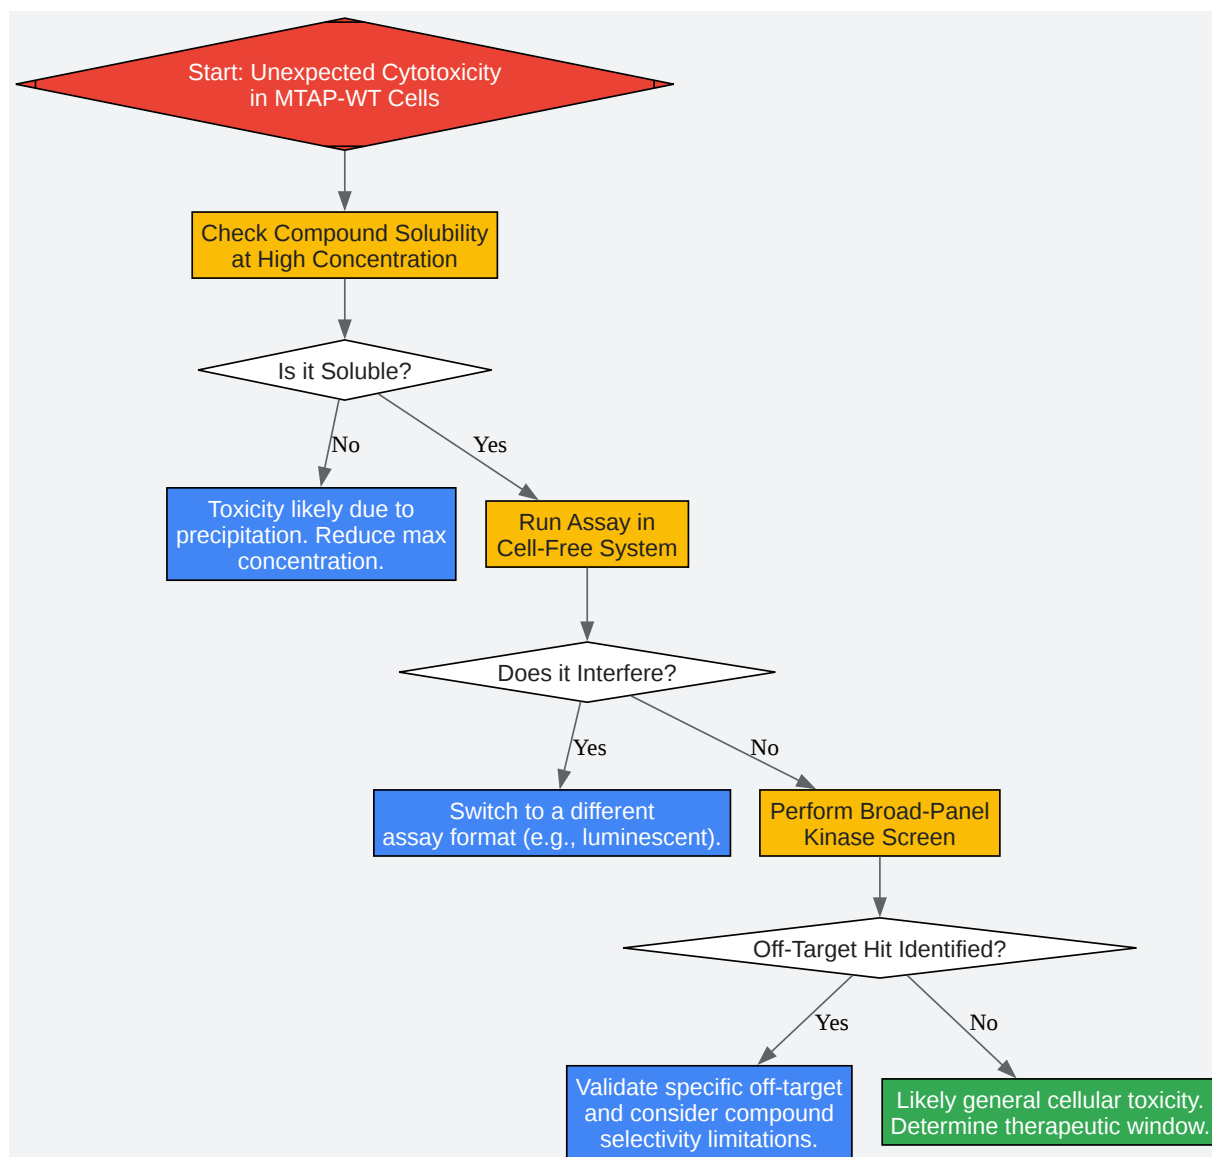 Start: Unexpected Cytotoxicity
in MTAP-WT Cells
Check Compound Solubility
at High Concentration
Is it Soluble?
No
Yes
Toxicity likely due to
precipitation. Reduce max
concentration.
Run Assay in
Cell-Free System
Does it Interfere?
Yes
No
Switch to a different
assay format (e.g., luminescent).
Perform Broad-Panel
Kinase Screen
Off-Target Hit Identified?
Yes
No
Validate specific off-target
and consider compound
selectivity limitations.
Likely general cellular toxicity.
Determine therapeutic window.